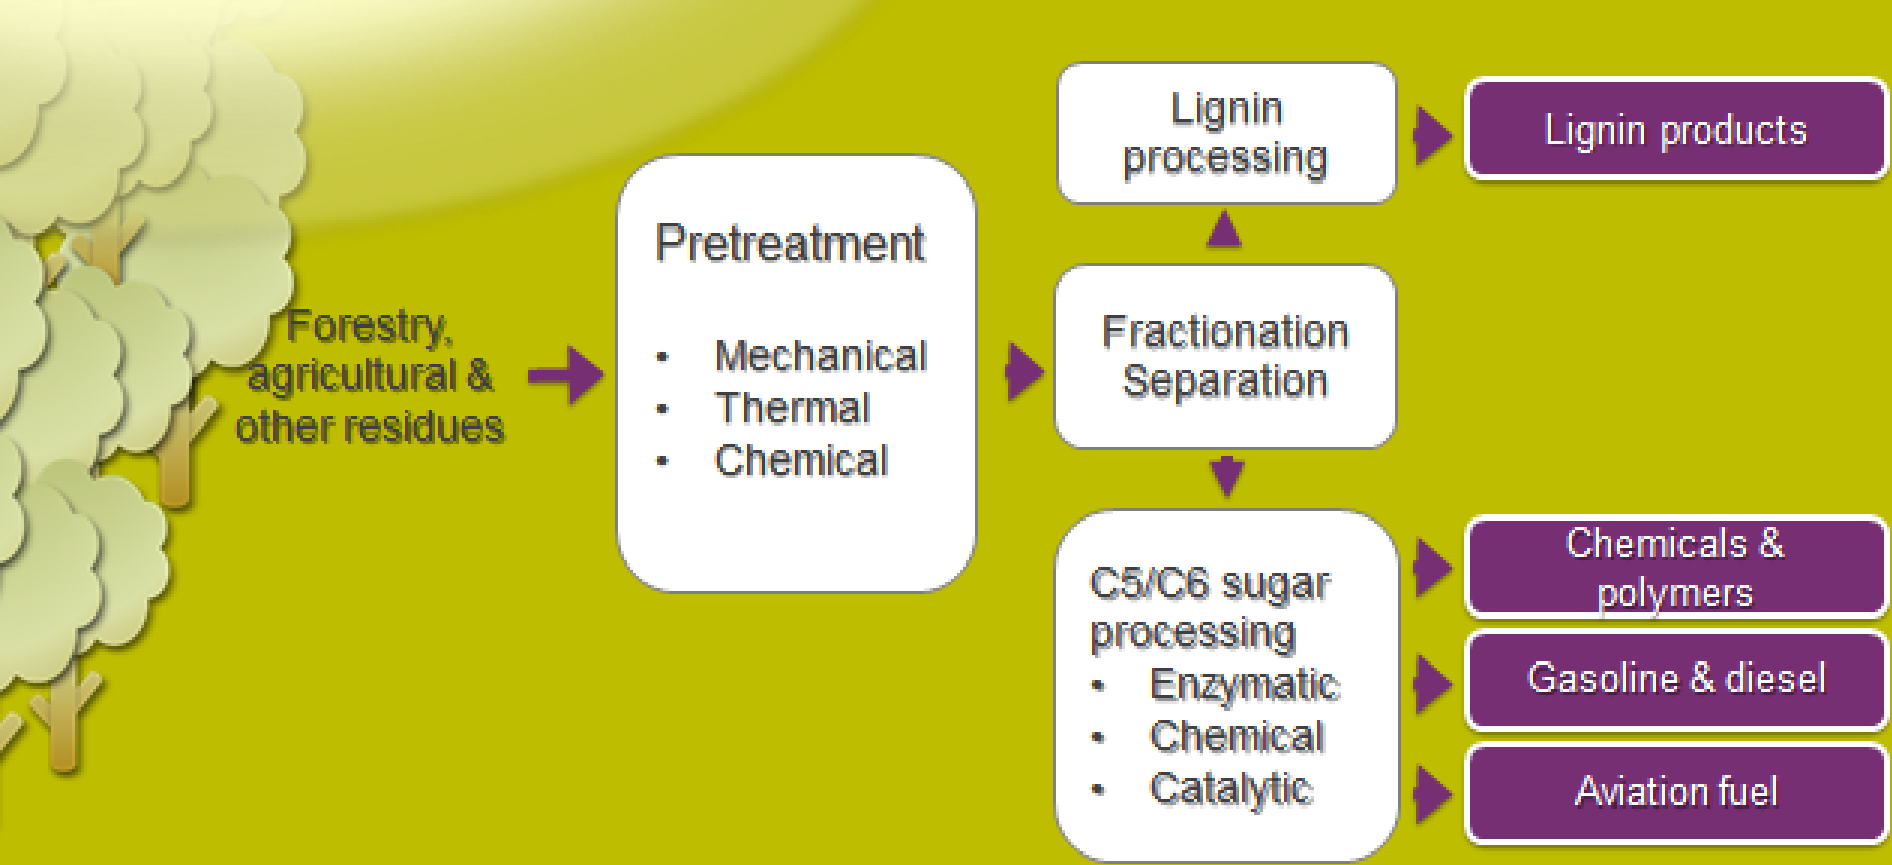 Forestry,
agricultural &
other residues
Pretreatment
• Mechanical
• Thermal
• Chemical
Lignin
processing
Fractionation
Separation
C5/C6 sugar
processing
• Enzymatic
• Chemical
• Catalytic
Lignin products
Chemicals &
polymers
Gasoline & diesel
Aviation fuel